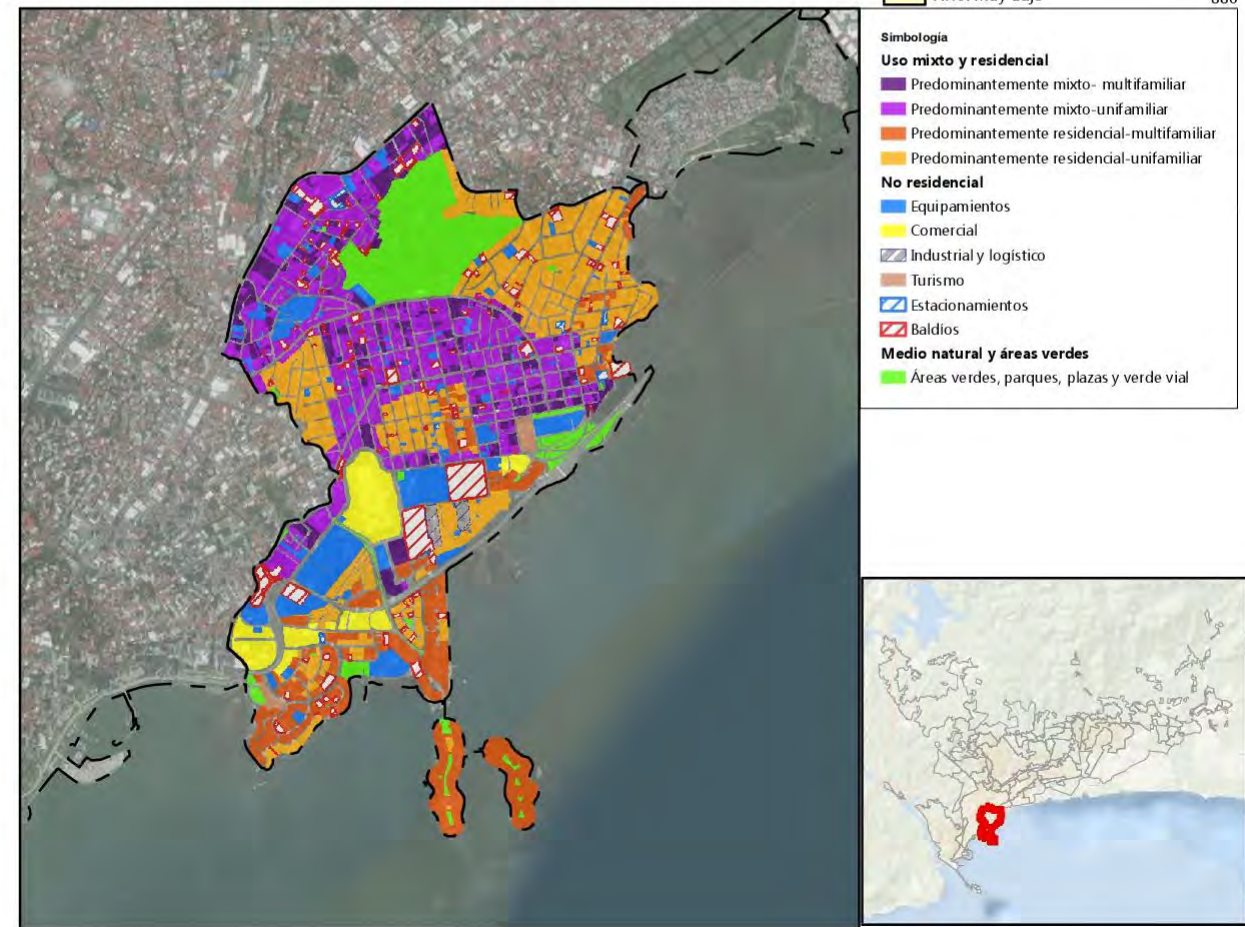 Simbología
Uso mixto y residencial
Predominantemente mixto- multifamiliar
Predominantemente mixto-unifamiliar
Predominantemente residencial-multifamiliar
Predominantemente residencial-unifamiliar
No residencial
Equipamientos
Comercial
Industrial y logístico
Turismo
Estacionamientos
Baldíos
Medio natural y áreas verdes
Áreas verdes, parques, plazas y verde vial